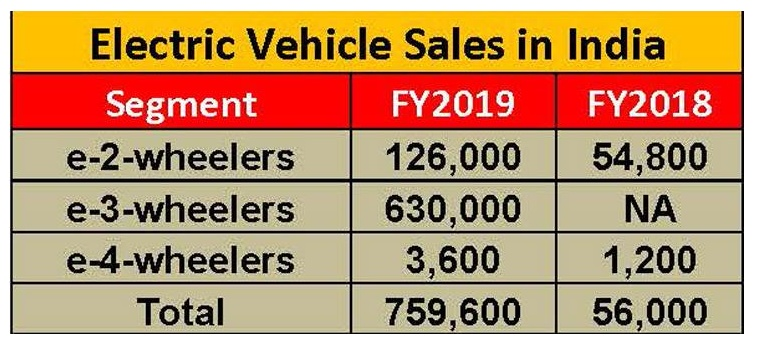 Electric Vehicle Sales in India
Segment FY2019 FY2018
e-2-wheelers 126,000 54,800
e-3-wheelers 630,000 NA
e-4-wheelers 3,600 1,200
Total 759,600 56,000